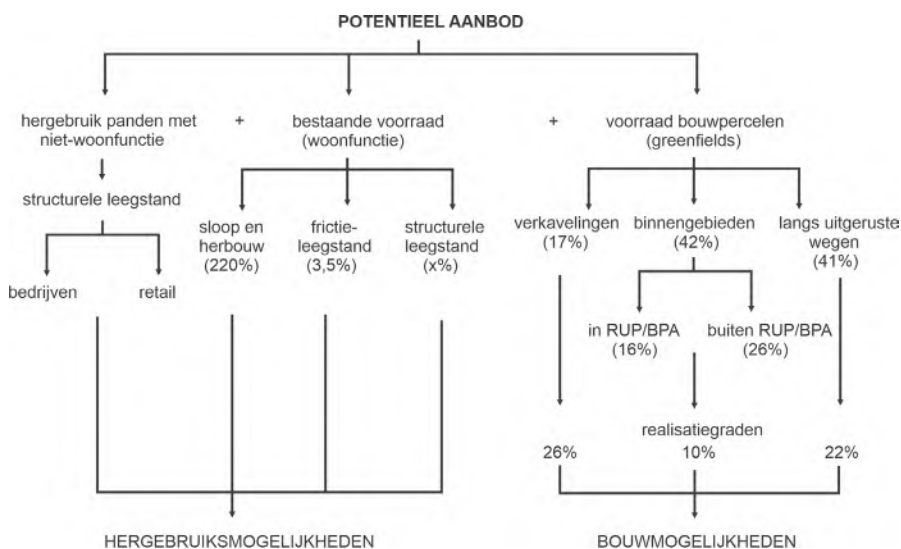 POTENTIEEL AANBOD
hergebruik panden met
niet-woonfunctie
+
bestaande voorraad
(woonfunctie)
+
voorraad bouwpercelen
(greenfields)
structurele leegstand
bedrijven
retail
sloop en
herbouw
(220%)
frictie-
leegstand
(3,5%)
structurele
leegstand
(x%)
verkavelingen
(17%)
binnengebieden
(42%)
langs uitgeruste
wegen
(41%)
in RUP/BPA
(16%)
buiten RUP/BPA
(26%)
realisatiegraden
26%
10%
22%
HERGEBRUIKSMOGELIJKHEDEN
BOUWMOGELIJKHEDEN